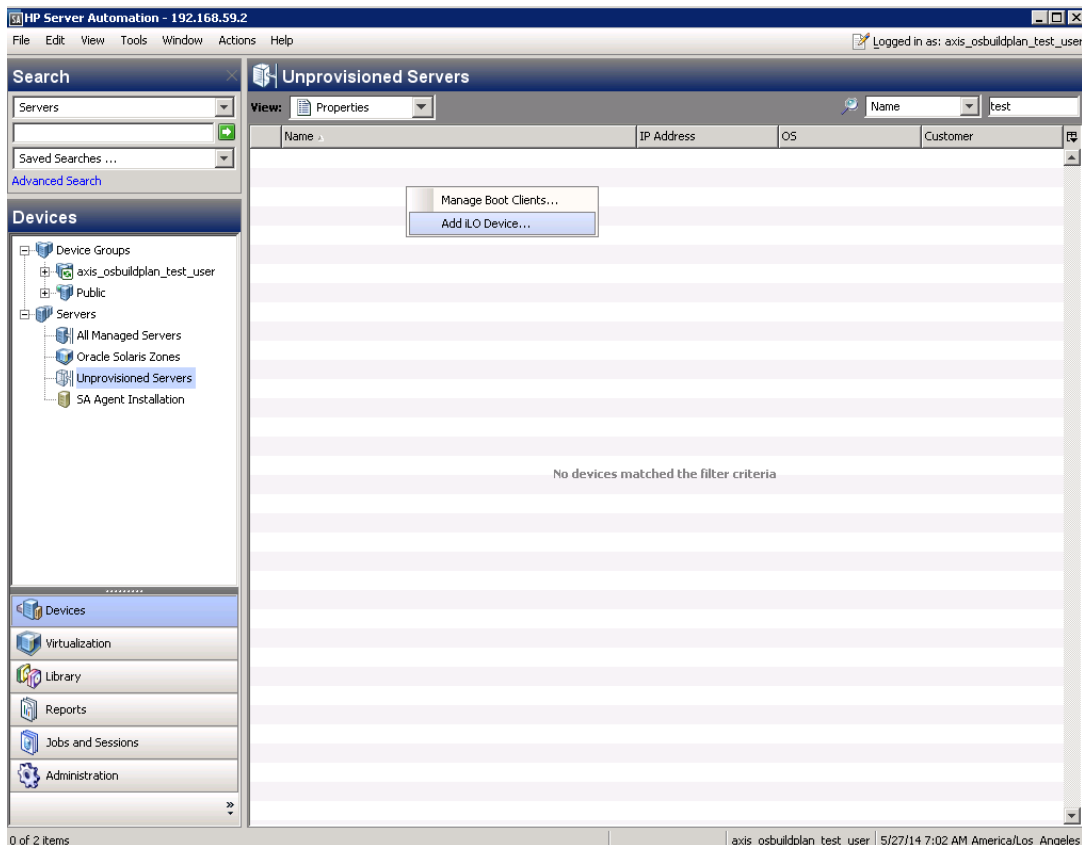 HP Server Automation - 192.168.59.2
File Edit View Tools Window Actions Help
Logged in as: axis_osbuildplan_test_user
Search
Servers
Saved Searches ...
Advanced Search
Devices
Device Groups
axis_osbuildplan_test_user
Public
Servers
All Managed Servers
Oracle Solaris Zones
Unprovisioned Servers
SA Agent Installation
Devices
Virtualization
Library
Reports
Jobs and Sessions
Administration
Unprovisioned Servers
View: Properties
Name
test
Name IP Address OS Customer
Manage Boot Clients...
Add iLO Device...
No devices matched the filter criteria
0 of 2 items
axis_osbuildplan_test_user 5/27/14 7:02 AM America/Los_Angeles